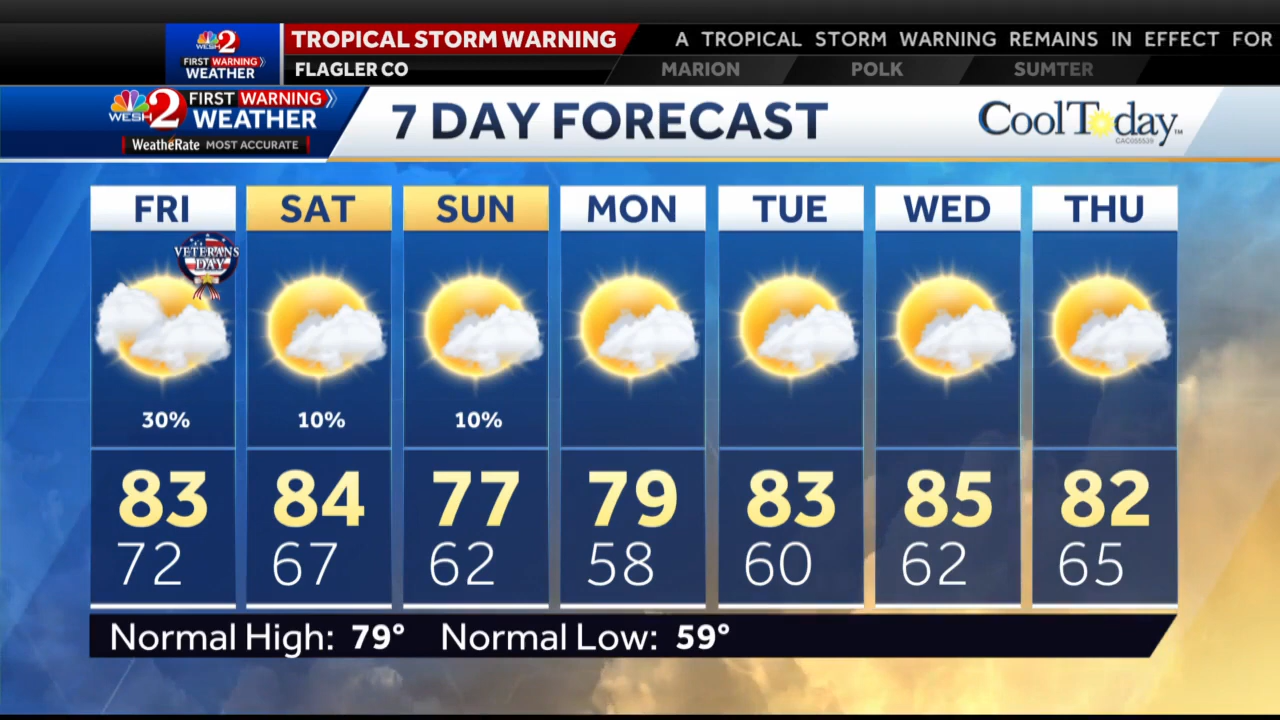 WESH 2
FIRST WARNING
WEATHER
TROPICAL STORM WARNING
A TROPICAL STORM WARNING REMAINS IN EFFECT FOR
FLAGLER CO
MARION
POLK
SUMTER
WESH 2
FIRST WARNING
WEATHER
WeatheRate MOST ACCURATE
7 DAY FORECAST
CoolToday™
CAC055529
FRI SAT SUN MON TUE WED THU
VETERANS
DAY
30% 10% 10%
83 84 77 79 83 85 82
72 67 62 58 60 62 65
Normal High: 79° Normal Low: 59°